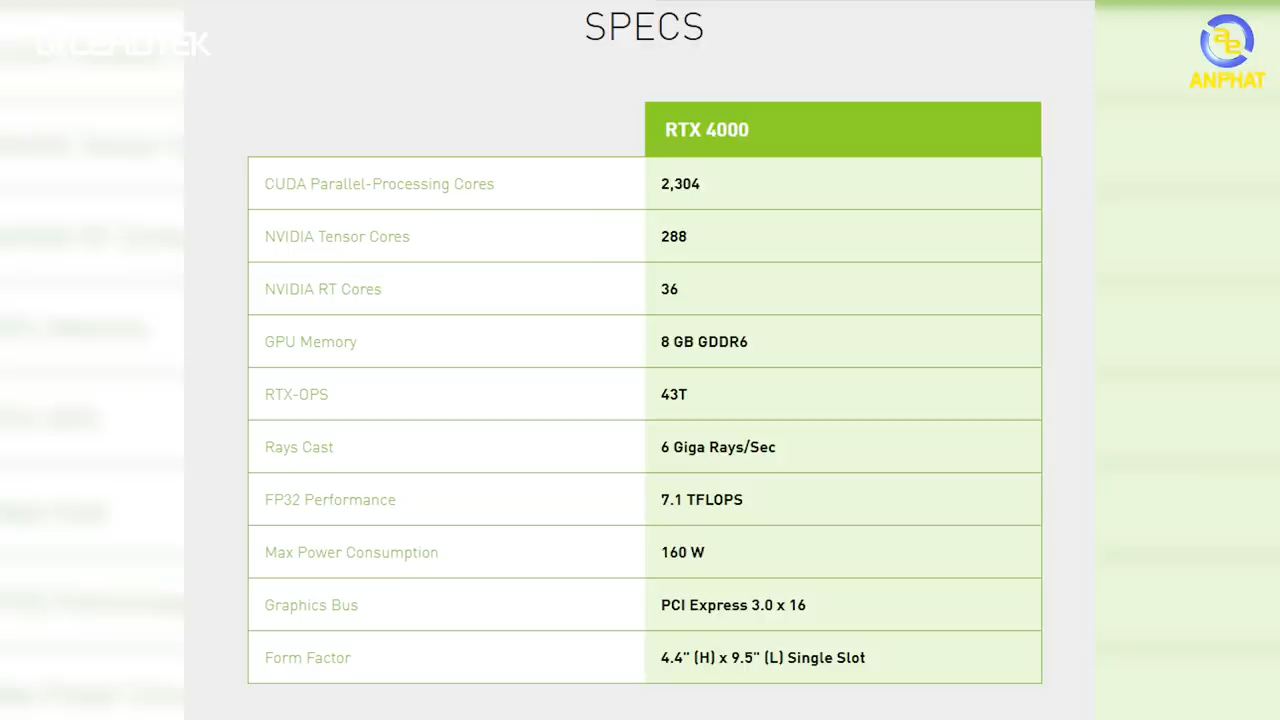 SPECS
LEADTEK
ae
ANPHAT
RTX 4000
CUDA Parallel-Processing Cores 2,304
NVIDIA Tensor Cores 288
NVIDIA RT Cores 36
GPU Memory 8 GB GDDR6
RTX-OPS 43T
Rays Cast 6 Giga Rays/Sec
FP32 Performance 7.1 TFLOPS
Max Power Consumption 160 W
Graphics Bus PCI Express 3.0 x 16
Form Factor 4.4" (H) x 9.5" (L) Single Slot